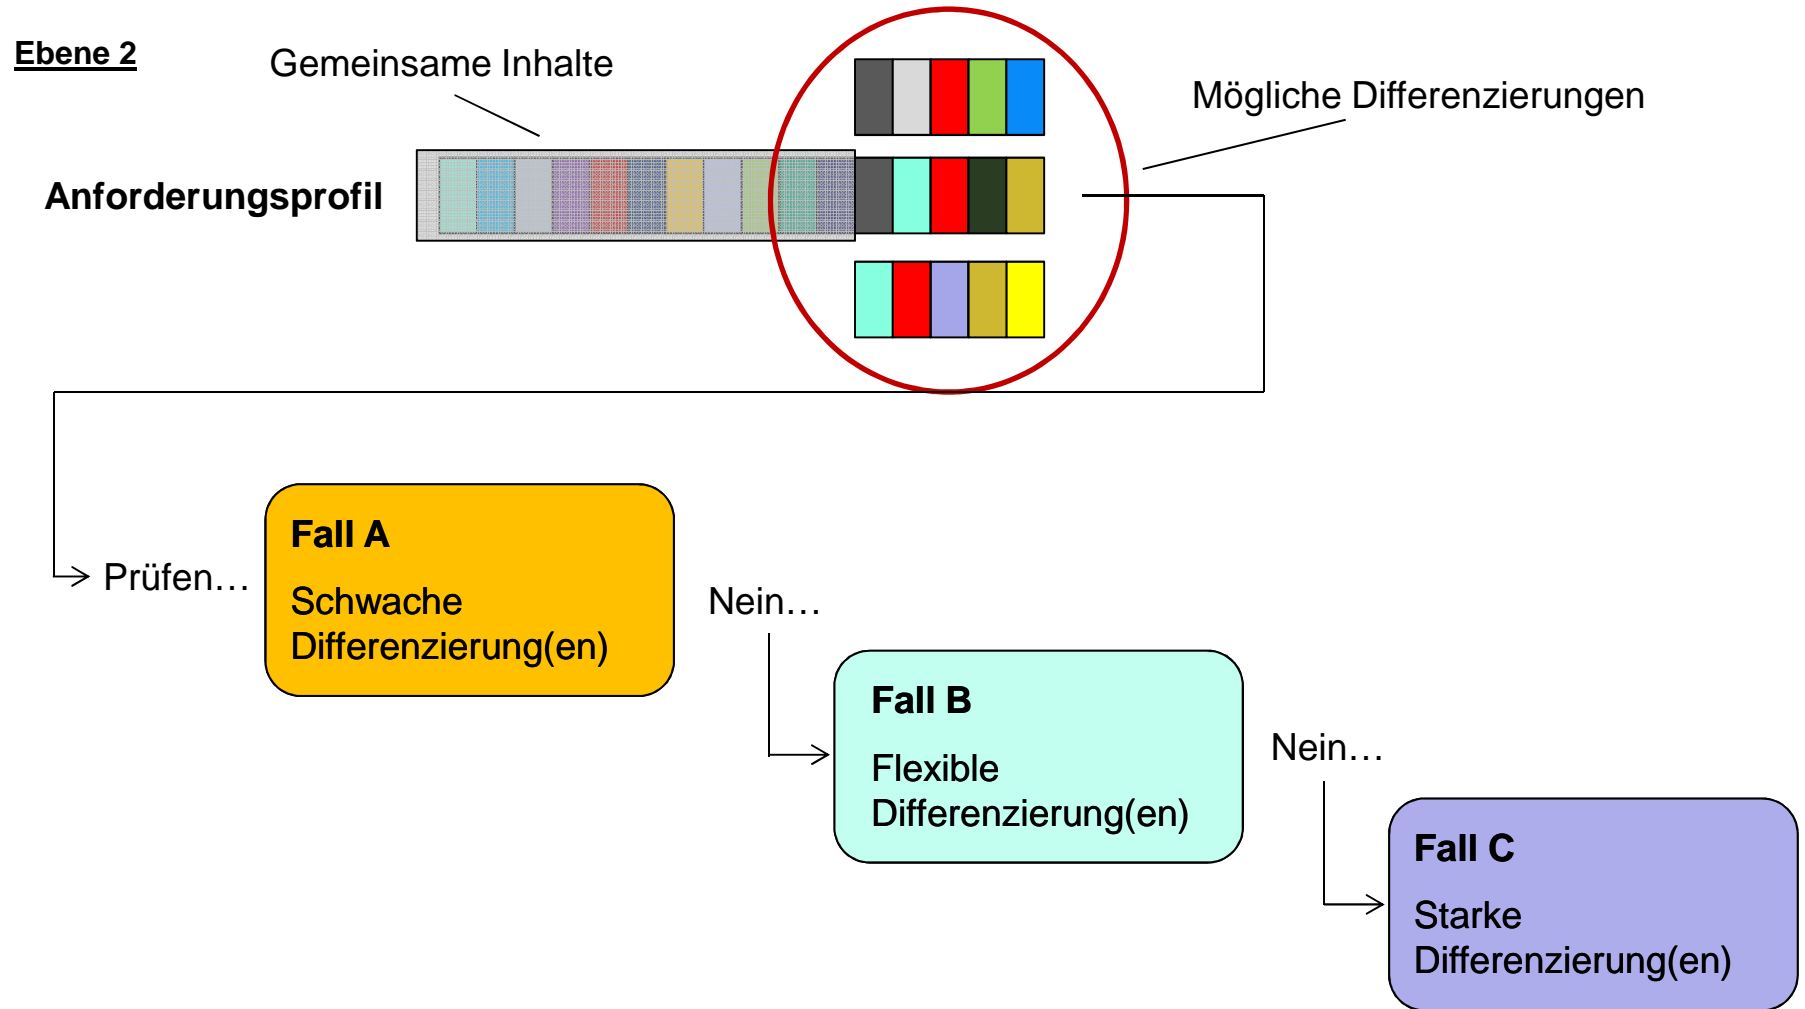 Ebene 2
Gemeinsame Inhalte
Mögliche Differenzierungen
Anforderungsprofil
Prüfen…
Fall A
Schwache
Differenzierung(en)
Nein…
Fall B
Flexible
Differenzierung(en)
Nein…
Fall C
Starke
Differenzierung(en)